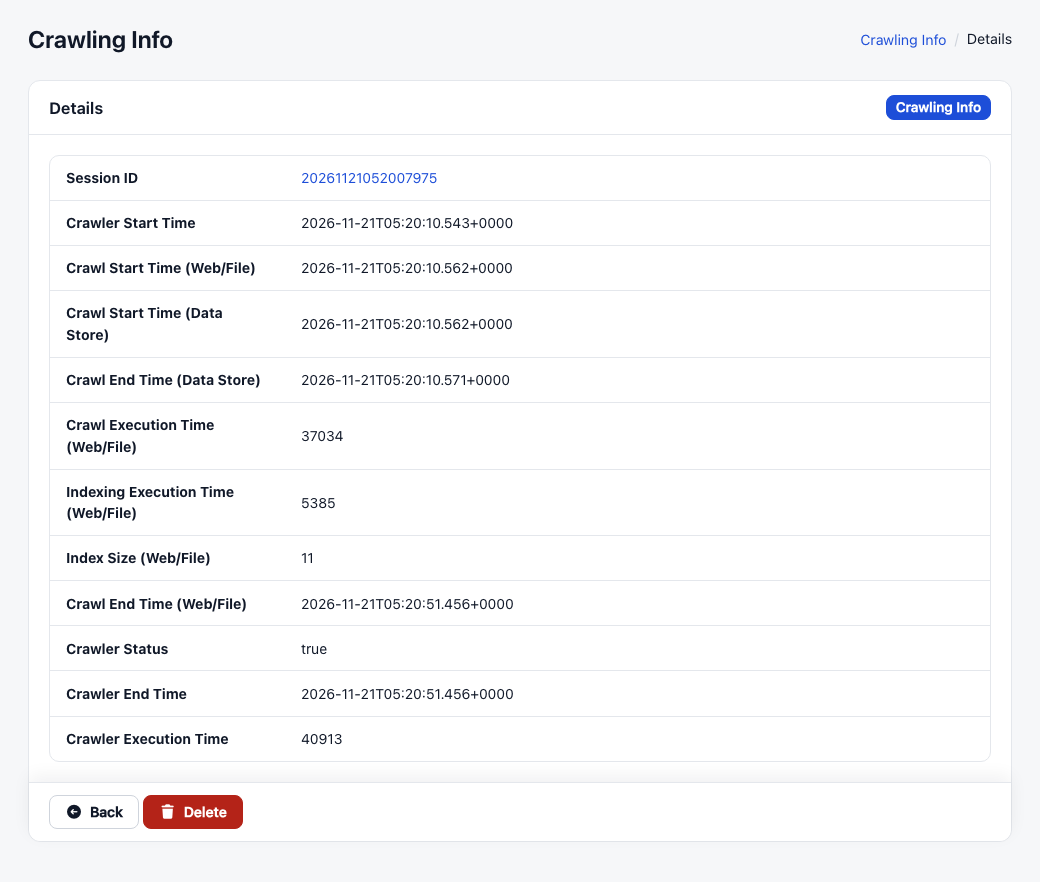 Crawling Info
Crawling Info / Details
Details
Crawling Info
Session ID 20261121052007975
Crawler Start Time 2026-11-21T05:20:10.543+0000
Crawl Start Time (Web/File) 2026-11-21T05:20:10.562+0000
Crawl Start Time (Data
Store)
2026-11-21T05:20:10.562+0000
Crawl End Time (Data Store) 2026-11-21T05:20:10.571+0000
Crawl Execution Time
(Web/File)
37034
Indexing Execution Time
(Web/File)
5385
Index Size (Web/File) 11
Crawl End Time (Web/File) 2026-11-21T05:20:51.456+0000
Crawler Status true
Crawler End Time 2026-11-21T05:20:51.456+0000
Crawler Execution Time 40913
Back
Delete